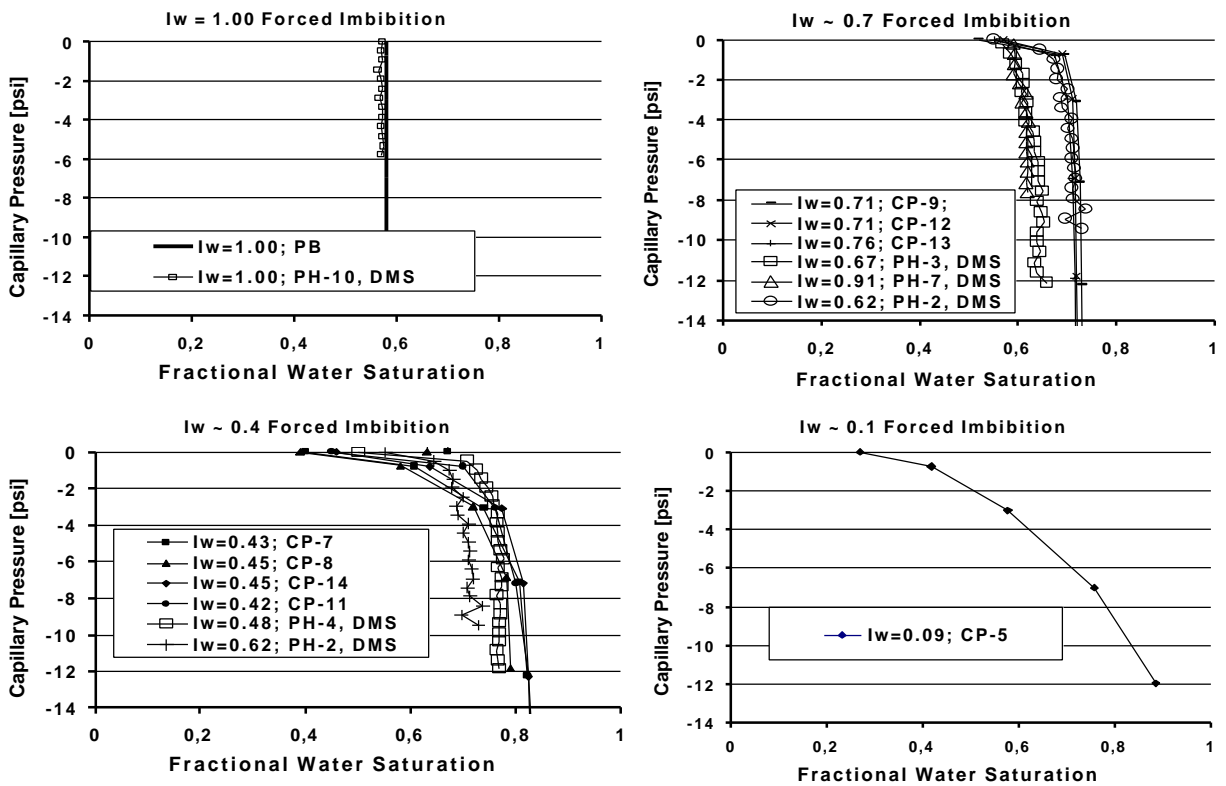 Iw = 1.00 Forced Imbibition
Capillary Pressure [psi]
0
-2
-4
-6
-8
-10
-12
-14
Iw=1.00; PB
Iw=1.00; PH-10, DMS
0
0,2
0,4
0,6
0,8
1
Fractional Water Saturation
Iw ~ 0.7 Forced Imbibition
Capillary Pressure [psi]
0
-2
-4
-6
-8
-10
-12
-14
Iw=0.71; CP-9;
Iw=0.71; CP-12
Iw=0.76; CP-13
Iw=0.67; PH-3, DMS
Iw=0.91; PH-7, DMS
Iw=0.62; PH-2, DMS
0
0,2
0,4
0,6
0,8
1
Fractional Water Saturation
Iw ~ 0.4 Forced Imbibition
Capillary Pressure [psi]
0
-2
-4
-6
-8
-10
-12
-14
Iw=0.43; CP-7
Iw=0.45; CP-8
Iw=0.45; CP-14
Iw=0.42; CP-11
Iw=0.48; PH-4, DMS
Iw=0.62; PH-2, DMS
0
0,2
0,4
0,6
0,8
1
Fractional Water Saturation
Iw ~ 0.1 Forced Imbibition
Capillary Pressure [psi]
0
-2
-4
-6
-8
-10
-12
-14
Iw=0.09; CP-5
0
0,2
0,4
0,6
0,8
1
Fractional Water Saturation